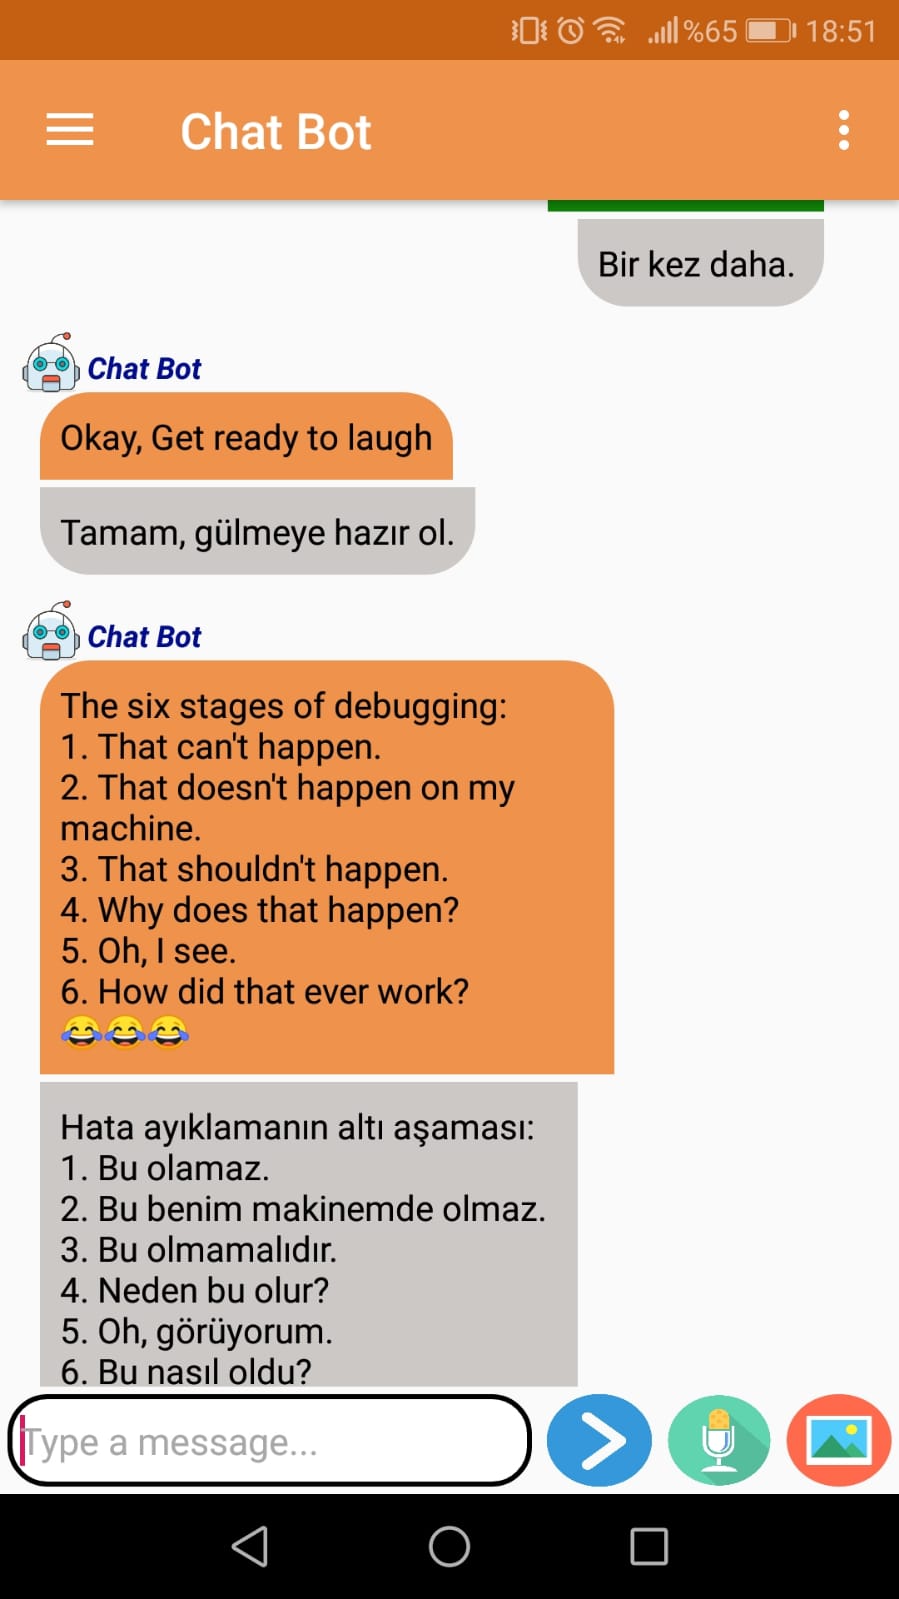 %65 18:51
Chat Bot
Bir kez daha.
Chat Bot
Okay, Get ready to laugh
Tamam, gülmeye hazır ol.
Chat Bot
The six stages of debugging:
1. That can't happen.
2. That doesn't happen on my
machine.
3. That shouldn't happen.
4. Why does that happen?
5. Oh, I see.
6. How did that ever work?
😂😂😂
Hata ayıklamanın altı aşaması:
1. Bu olamaz.
2. Bu benim makinemde olmaz.
3. Bu olmamalıdır.
4. Neden bu olur?
5. Oh, görüyorum.
6. Bu nasıl oldu?
Type a message...